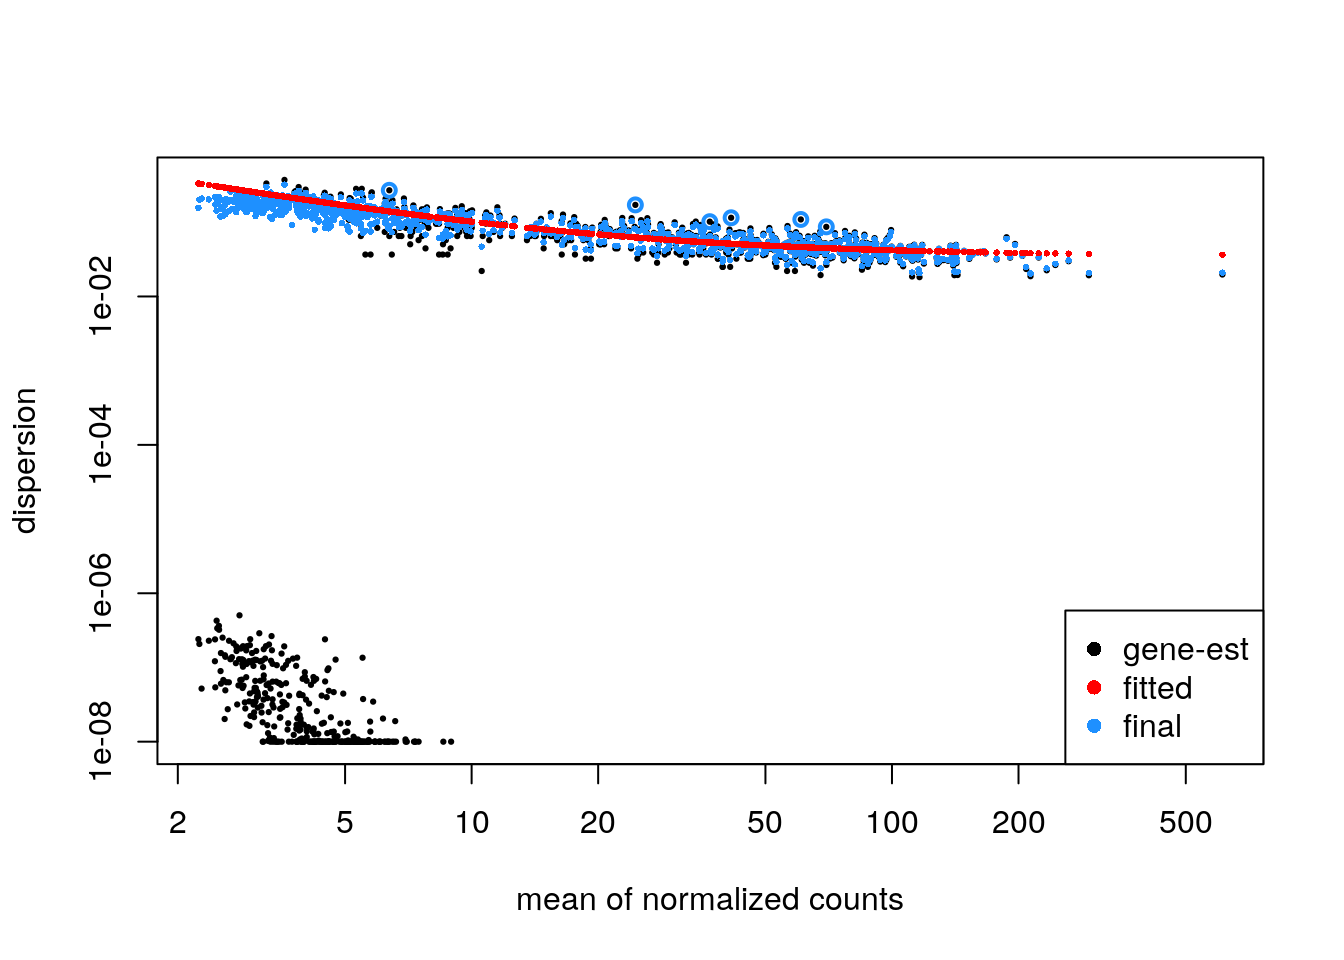 dispersion
1e-02
1e-04
1e-06
1e-08
gene-est
fitted
final
2 5 10 20 50 100 200 500
mean of normalized counts